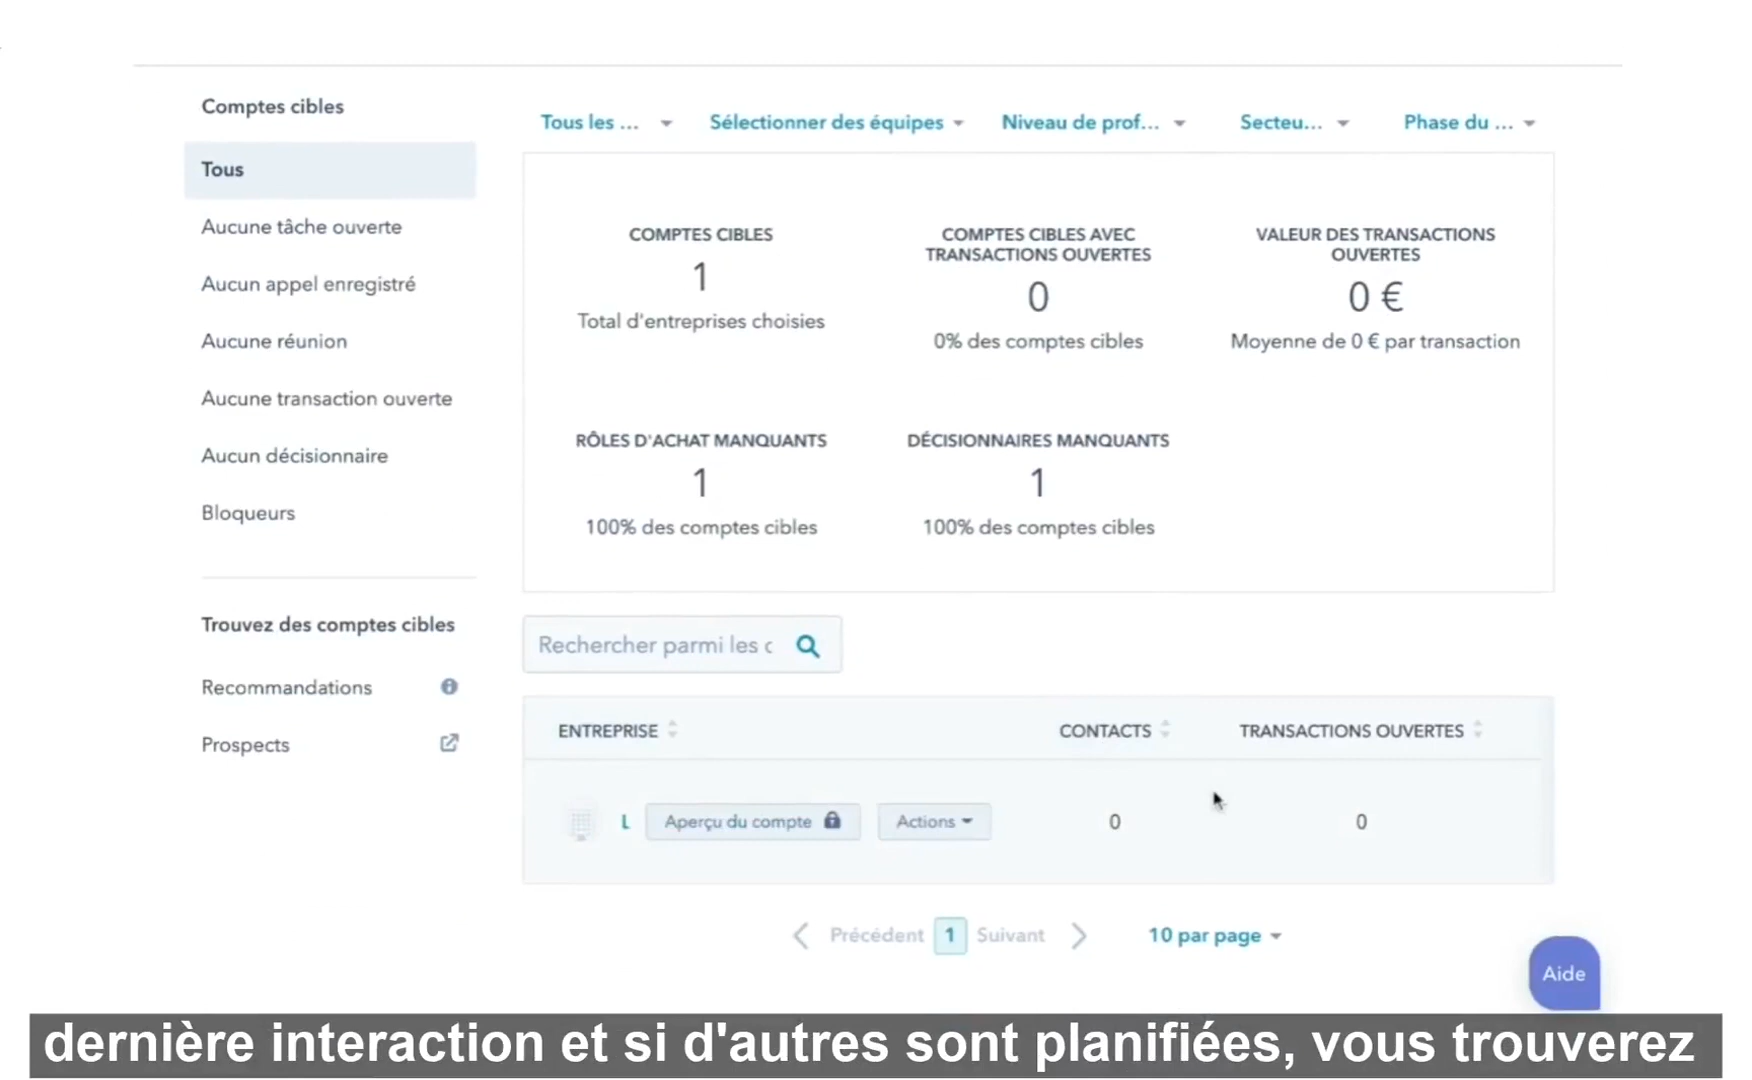 Comptes cibles
Tous
Aucune tâche ouverte
Aucun appel enregistré
Aucune réunion
Aucune transaction ouverte
Aucun décisionnaire
Bloqueurs
Trouvez des comptes cibles
Recommandations
Prospects
Tous les ... Sélectionner des équipes Niveau de prof... Secteu... Phase du ...
COMPTES CIBLES
1
Total d'entreprises choisies
COMPTES CIBLES AVEC
TRANSACTIONS OUVERTES
0
0% des comptes cibles
VALEUR DES TRANSACTIONS
OUVERTES
0 €
Moyenne de 0 € par transaction
RÔLES D'ACHAT MANQUANTS
1
100% des comptes cibles
DÉCISIONNAIRES MANQUANTS
1
100% des comptes cibles
Rechercher parmi les c
ENTREPRISE CONTACTS TRANSACTIONS OUVERTES
L Aperçu du compte Actions 0 0
Précédent 1 Suivant 10 par page
Aide
dernière interaction et si d'autres sont planifiées, vous trouverez